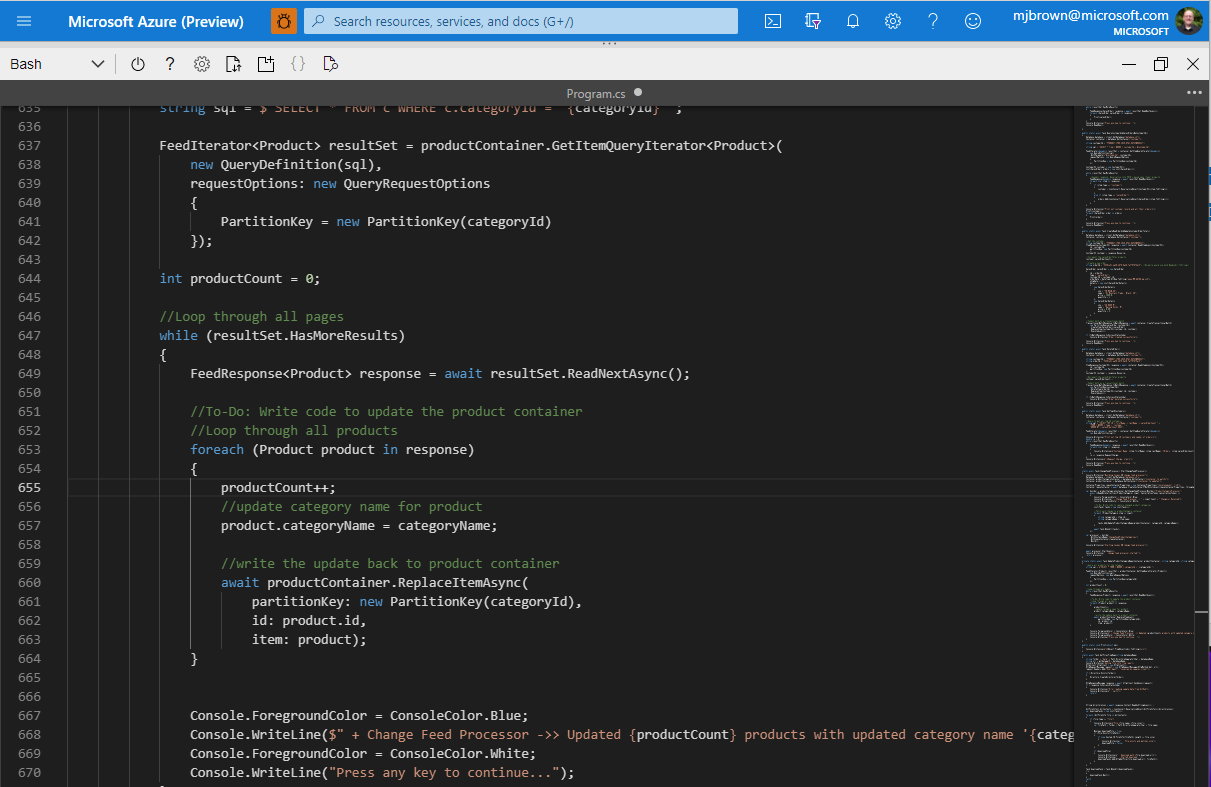 Microsoft Azure (Preview)
Search resources, services, and docs (G+/)
mjbrown@microsoft.com
MICROSOFT
Bash
Program.cs
635 string sql = $"SELECT * FROM c WHERE c.categoryId = '{categoryId}'";
636
637 FeedIterator<Product> resultSet = productContainer.GetItemQueryIterator<Product>(
638 new QueryDefinition(sql),
639 requestOptions: new QueryRequestOptions
640 {
641 PartitionKey = new PartitionKey(categoryId)
642 });
643
644 int productCount = 0;
645
646 //Loop through all pages
647 while (resultSet.HasMoreResults)
648 {
649 FeedResponse<Product> response = await resultSet.ReadNextAsync();
650
651 //To-Do: Write code to update the product container
652 //Loop through all products
653 foreach (Product product in response)
654 {
655 productCount++;
656 //update category name for product
657 product.categoryName = categoryName;
658
659 //write the update back to product container
660 await productContainer.ReplaceItemAsync(
661 partitionKey: new PartitionKey(categoryId),
662 id: product.id,
663 item: product);
664 }
665
666
667 Console.ForegroundColor = ConsoleColor.Blue;
668 Console.WriteLine($" + Change Feed Processor ->> Updated {productCount} products with updated category name '{categ
669 Console.ForegroundColor = ConsoleColor.White;
670 Console.WriteLine("Press any key to continue...");